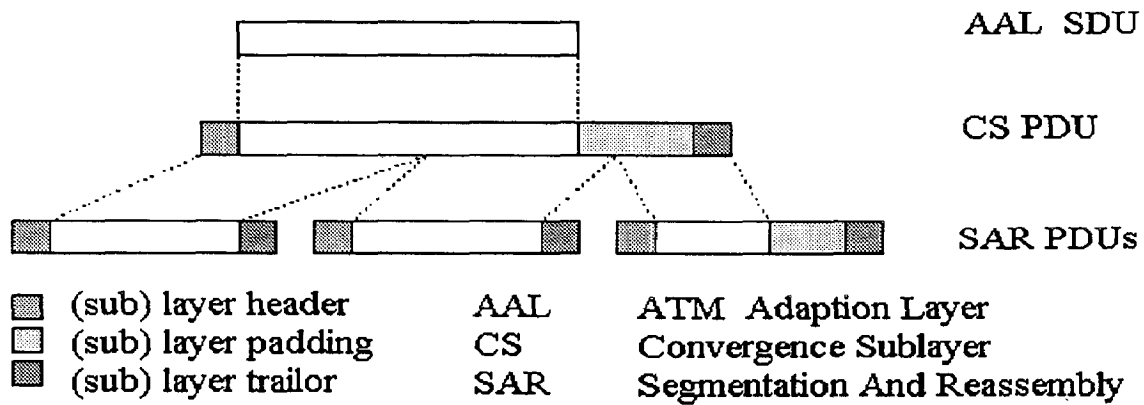 AAL SDU
CS PDU
SAR PDUs
(sub) layer header AAL ATM Adaption Layer
(sub) layer padding CS Convergence Sublayer
(sub) layer trailor SAR Segmentation And Reassembly